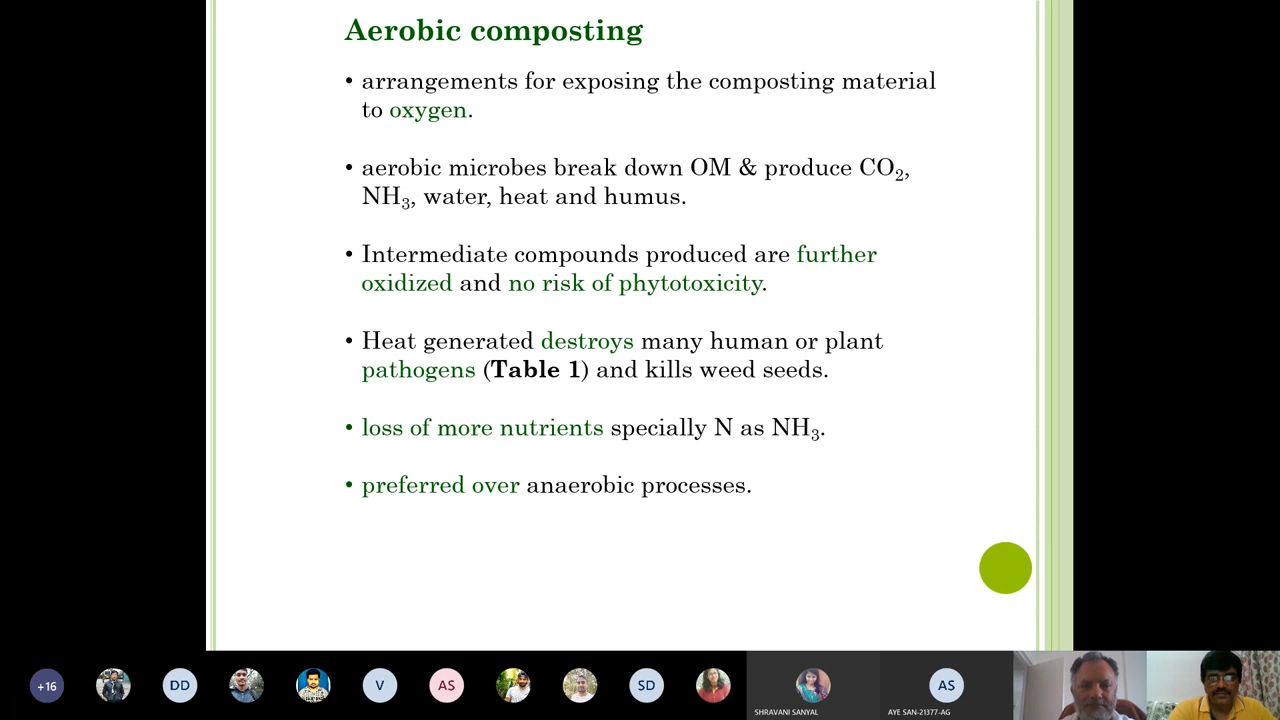 Aerobic composting
• arrangements for exposing the composting material
to oxygen.
• aerobic microbes break down OM & produce CO₂,
NH₃, water, heat and humus.
• Intermediate compounds produced are further
oxidized and no risk of phytotoxicity.
• Heat generated destroys many human or plant
pathogens (Table 1) and kills weed seeds.
• loss of more nutrients specially N as NH₃.
• preferred over anaerobic processes.
+16
DD
V
AS
SD
AS
SHRAVANI SANYAL
AYE SAN-21377-AG